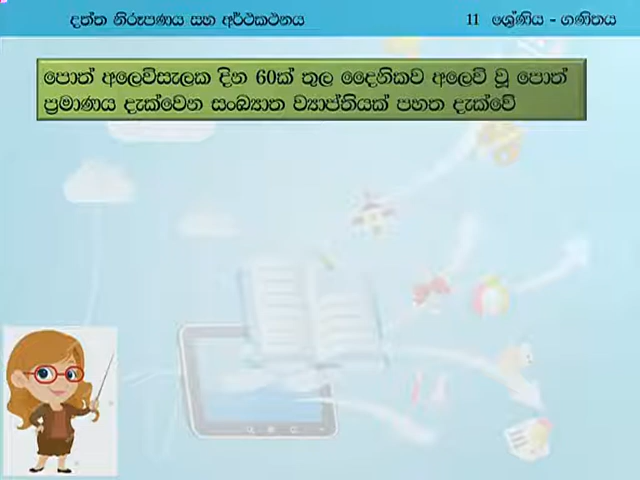 දත්ත නිරූපණය සහ අර්ථකථනය 11 ශ්‍රේණිය - ගණිතය
පොත් අලෙවිසැලක දින 60ක් තුල දෛනිකව අලෙවි වූ පොත්
ප්‍රමාණය දැක්වෙන සංඛ්‍යාත ව්‍යාප්තියක් පහත දැක්වේ